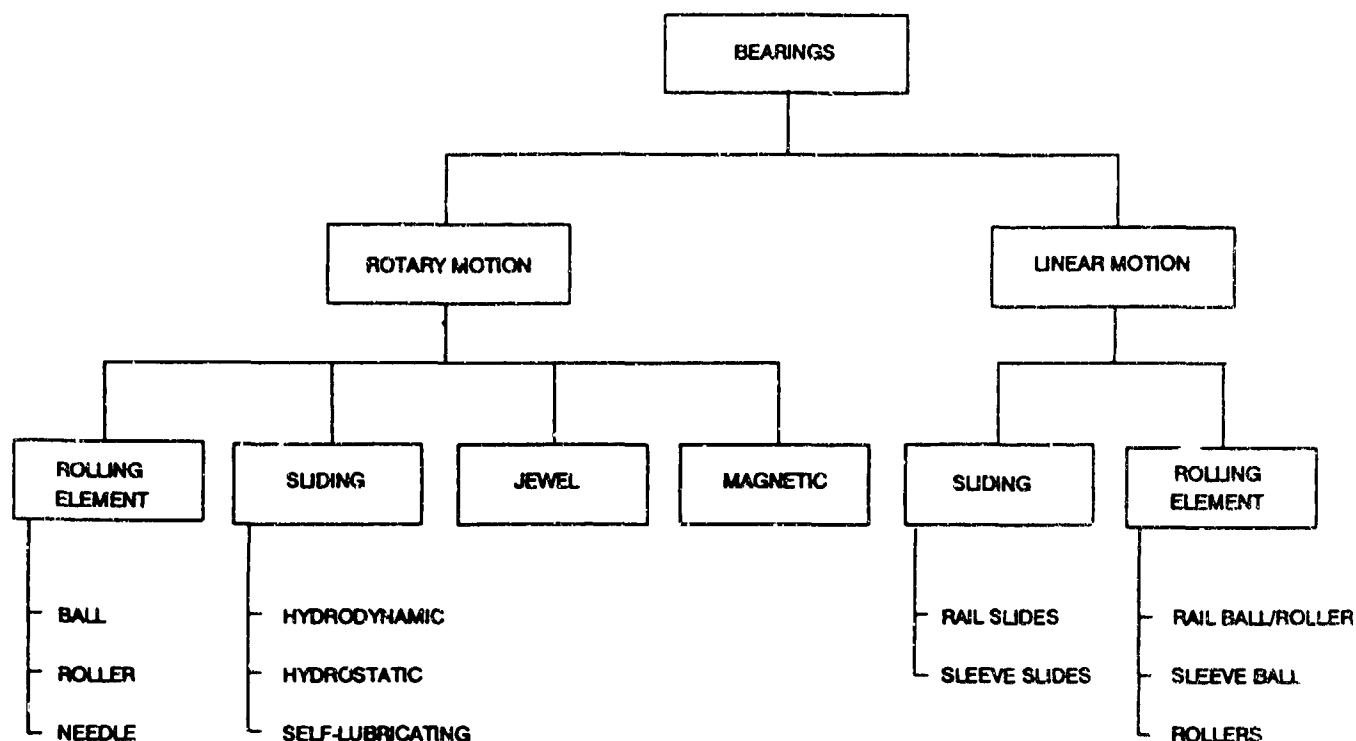 BEARINGS
ROTARY MOTION
LINEAR MOTION
ROLLING
ELEMENT
SLIDING
JEWEL
MAGNETIC
SLIDING
ROLLING
ELEMENT
BALL
ROLLER
NEEDLE
HYDRODYNAMIC
HYDROSTATIC
SELF-LUBRICATING
RAIL SLIDES
SLEEVE SLIDES
RAIL BALL/ROLLER
SLEEVE BALL
ROLLERS